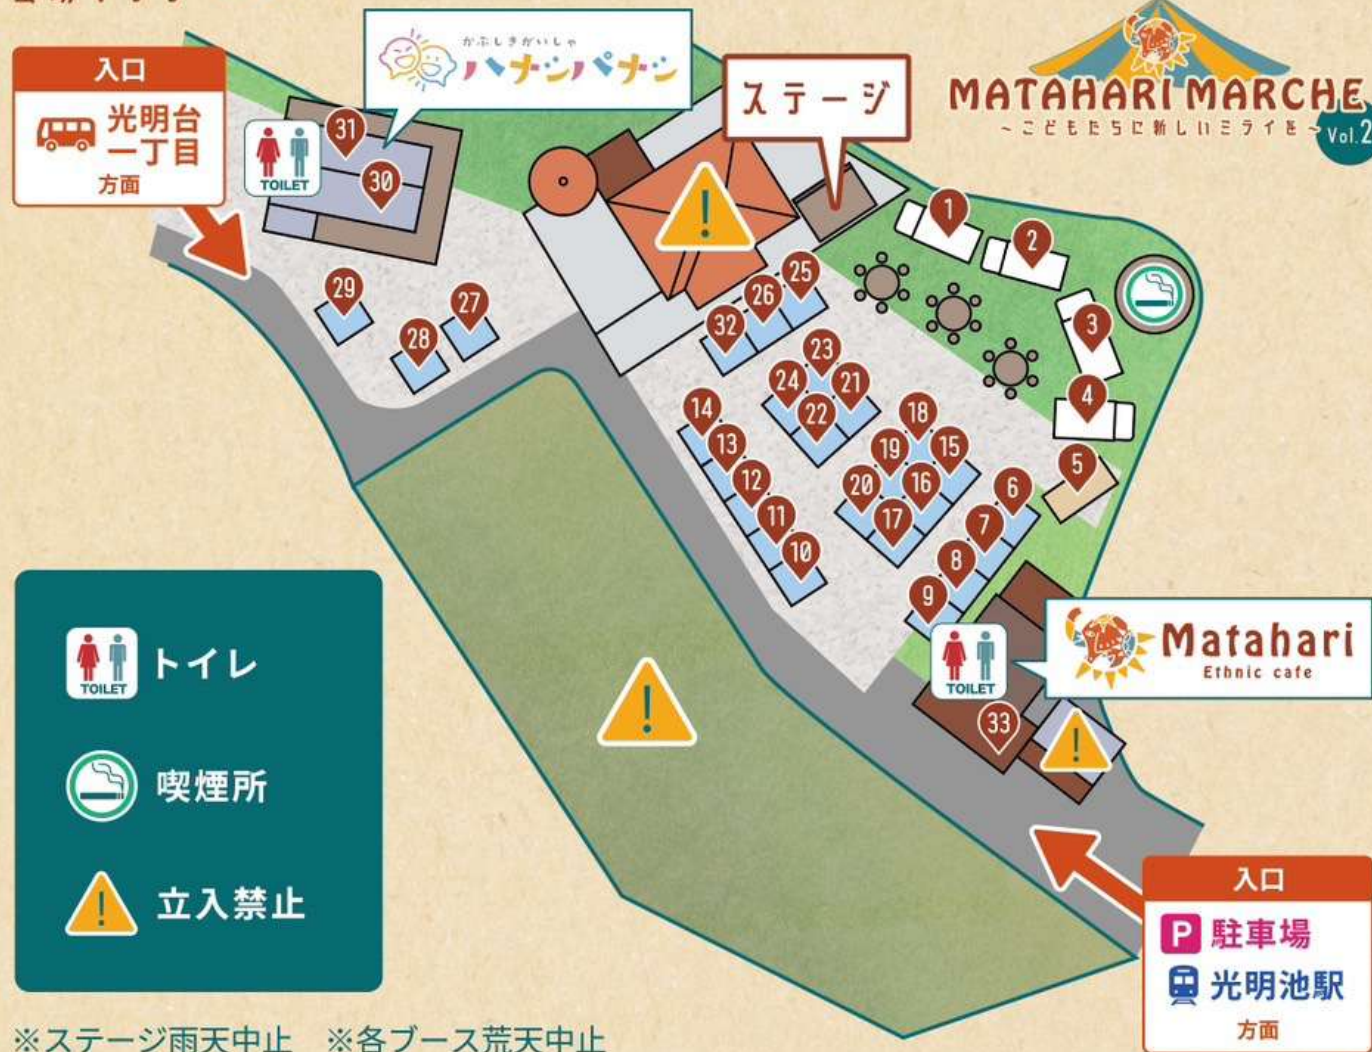 入口
光明台
一丁目
方面
かぶしきがいしゃ
ハナシパナシ
ステージ
MATAHARI MARCHE
~こどもたちに新しいミライを~
Vol.2
TOILET
31
30
29
28
27
1
2
3
4
5
25
26
32
23
24
21
22
14
13
12
11
10
18
19
15
20
16
17
6
7
8
9
TOILET
33
Matahari
Ethnic cafe
TOILET
トイレ
喫煙所
立入禁止
入口
P 駐車場
光明池駅
方面
※ステージ雨天中止 ※各ブース荒天中止